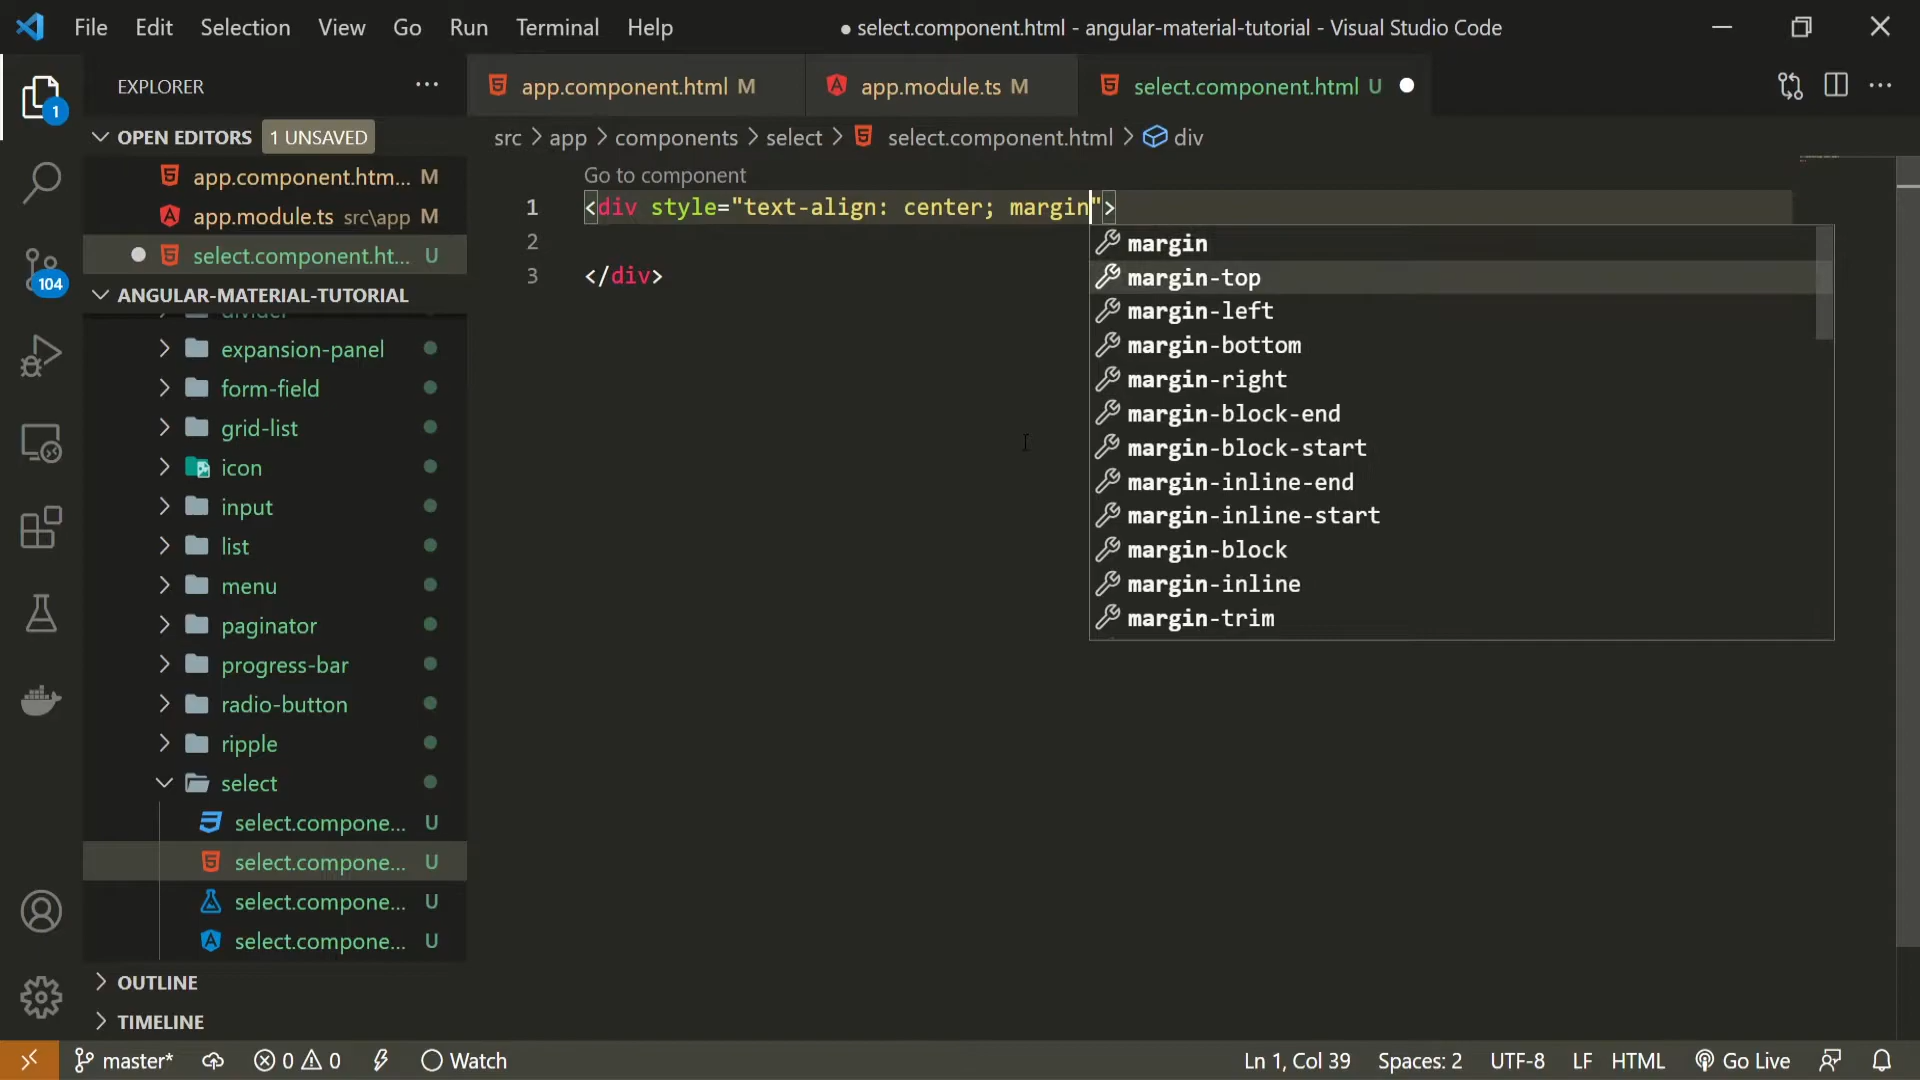 File Edit Selection View Go Run Terminal Help ● select.component.html - angular-material-tutorial - Visual Studio Code
EXPLORER ···
app.component.html M app.module.ts M select.component.html U
OPEN EDITORS 1 UNSAVED
src > app > components > select > select.component.html > div
app.component.htm... M
app.module.ts src\app M
select.component.ht... U
ANGULAR-MATERIAL-TUTORIAL
divider
expansion-panel
form-field
grid-list
icon
input
list
menu
paginator
progress-bar
radio-button
ripple
select
select.compone... U
select.compone... U
select.compone... U
select.compone... U
OUTLINE
TIMELINE
1
104
Go to component
1 <div style="text-align: center; margin">
2
3 </div>
margin
margin-top
margin-left
margin-bottom
margin-right
margin-block-end
margin-block-start
margin-inline-end
margin-inline-start
margin-block
margin-inline
margin-trim
master* 0 0 Watch Ln 1, Col 39 Spaces: 2 UTF-8 LF HTML Go Live